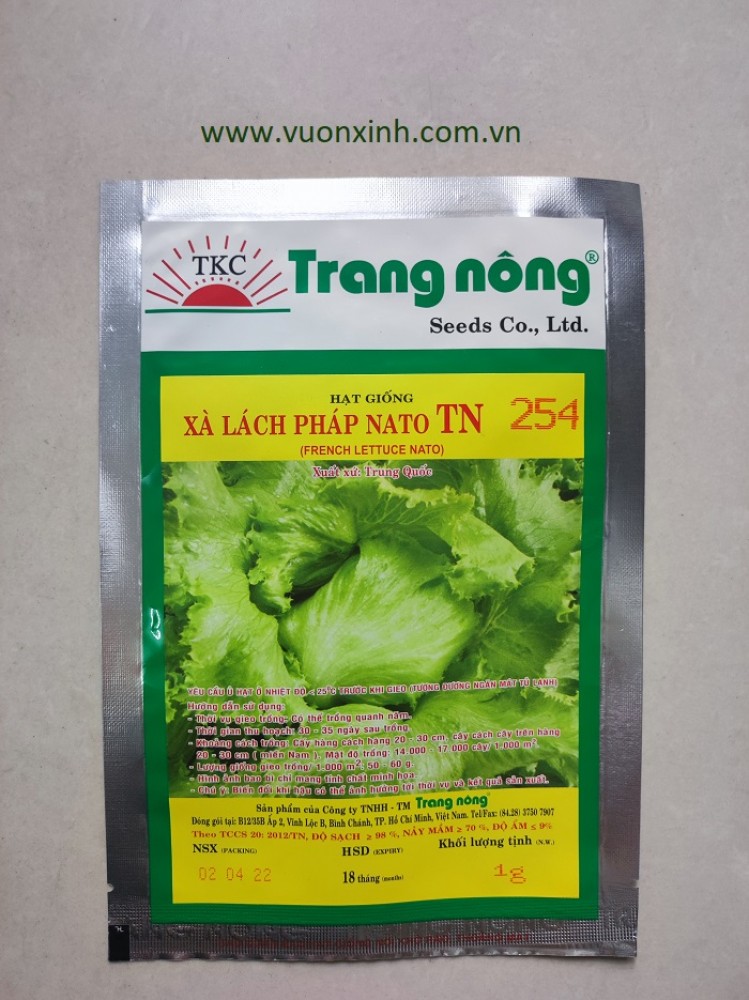 www.vuonxinh.com.vn
TKC
Trang nông®
Seeds Co., Ltd.
HẠT GIỐNG
XÀ LÁCH PHÁP NATO TN 254
(FRENCH LETTUCE NATO)
Xuất xứ: Trung Quốc
YÊU CẦU Ủ HẠT Ở NHIỆT ĐỘ < 25°C TRƯỚC KHI GIEO (TƯƠNG ĐƯƠNG NGĂN MÁT TỦ LẠNH)
Hướng dẫn sử dụng:
- Thời vụ gieo trồng: Có thể trồng quanh năm.
- Thời gian thu hoạch: 30 - 35 ngày sau trồng
- Khoảng cách trồng: Cây hàng cách hàng 20 - 30 cm, cây cách cây trên hàng
20 - 30 cm ( miền Nam ). Mật độ trồng: 14.000 - 17.000 cây/ 1.000 m²
- Lượng giống gieo trồng/ 1.000 m²: 50 - 60 g
- Hình ảnh bao bì chỉ mang tính chất minh họa
- Chú ý: Biến đổi khí hậu có thể ảnh hưởng tới thời vụ và kết quả sản xuất.
Sản phẩm của Công ty TNHH - TM Trang nông®
Đóng gói tại: B12/35B Ấp 2, Vĩnh Lộc B, Bình Chánh, TP. Hồ Chí Minh, Việt Nam. Tel/Fax: (84.28) 3750 7907
Theo TCCS 20: 2012/TN, ĐỘ SẠCH ≥ 98 %, NẢY MẦM ≥ 70 %, ĐỘ ẨM ≤ 9%
NSX (PACKING) HSD (EXPIRY) Khối lượng tịnh (N.W.)
02 04 22 18 tháng (months) 1g